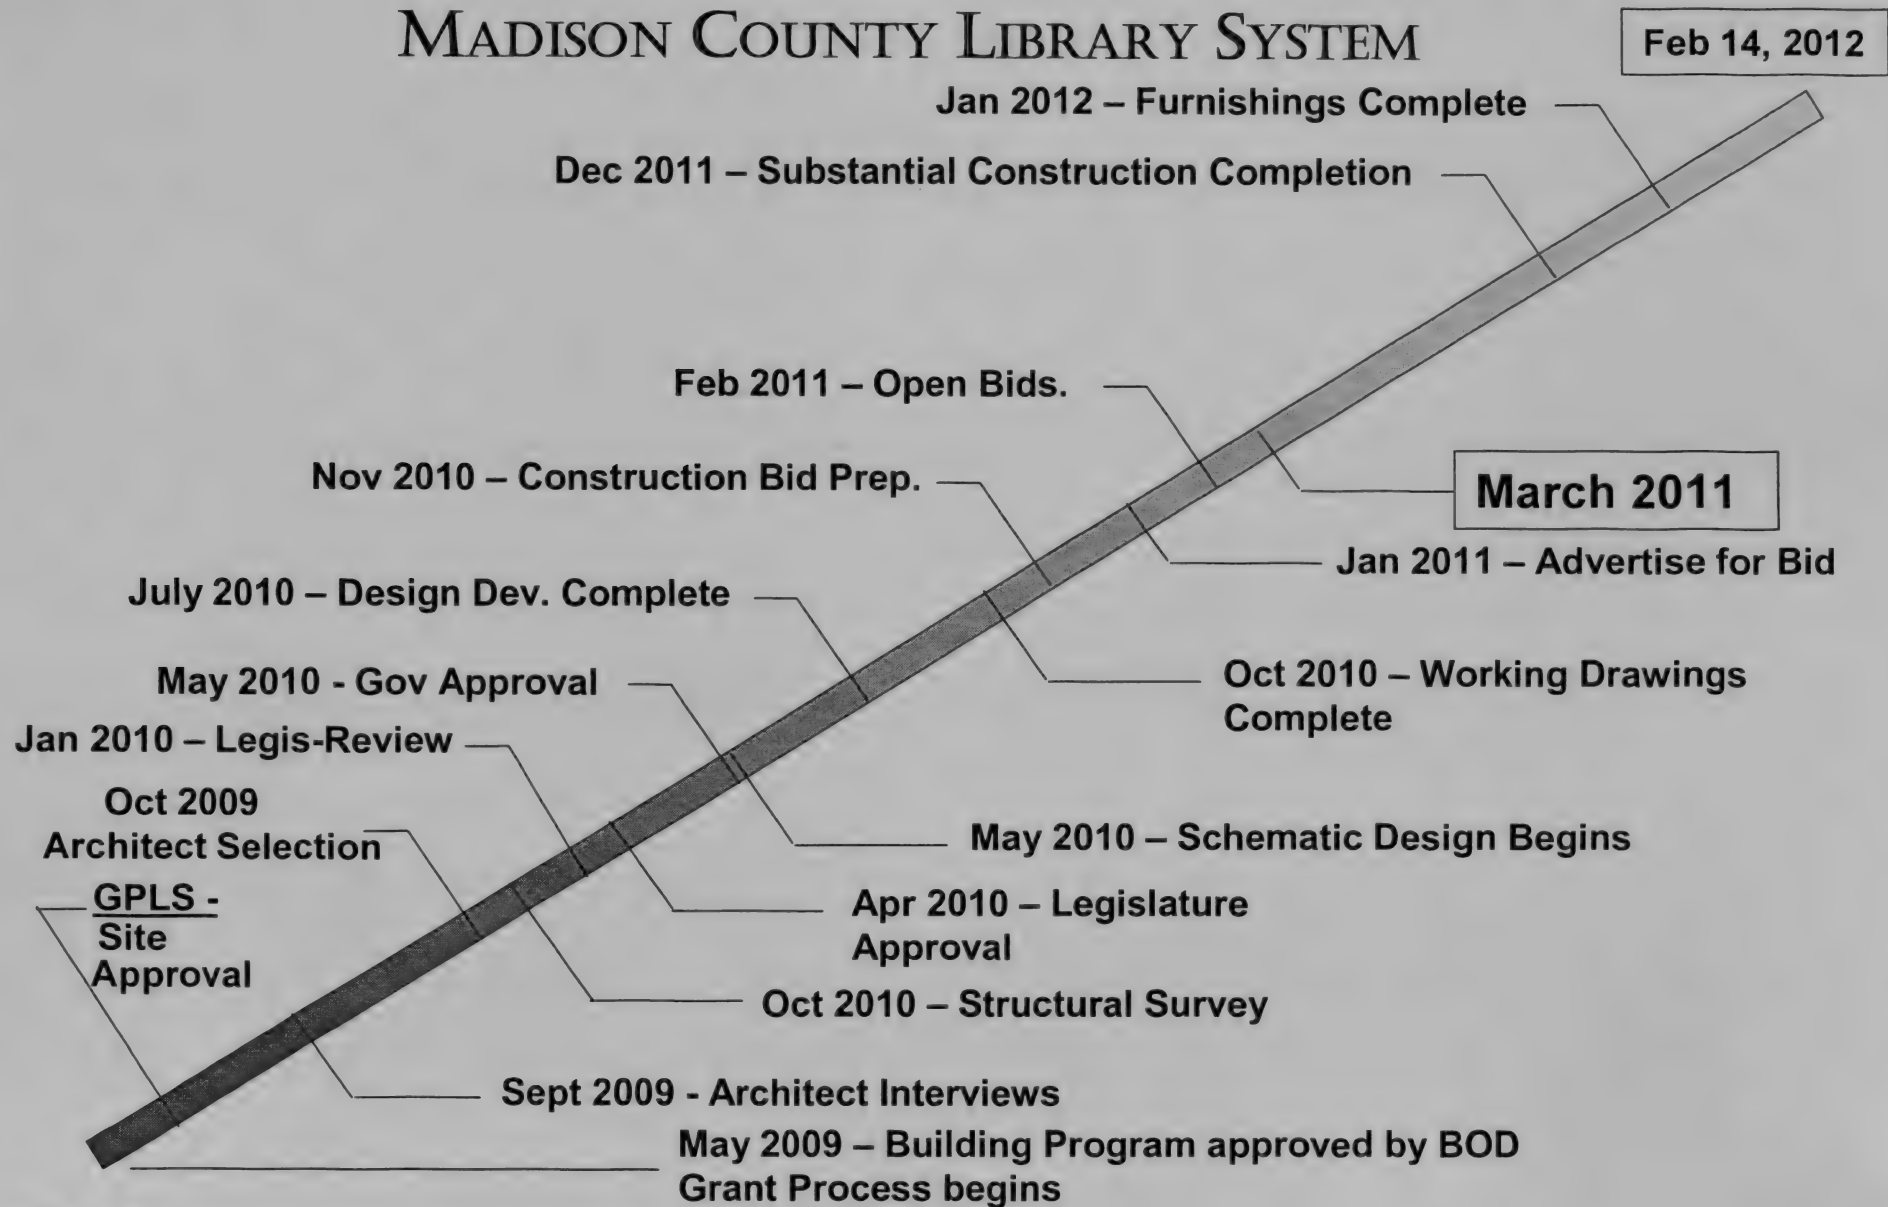 MADISON COUNTY LIBRARY SYSTEM
Feb 14, 2012
Jan 2012 – Furnishings Complete
Dec 2011 – Substantial Construction Completion
Feb 2011 – Open Bids.
Nov 2010 – Construction Bid Prep.
March 2011
Jan 2011 – Advertise for Bid
July 2010 – Design Dev. Complete
Oct 2010 – Working Drawings
Complete
May 2010 - Gov Approval
Jan 2010 – Legis-Review
Oct 2009
Architect Selection
May 2010 – Schematic Design Begins
GPLS -
Site
Approval
Apr 2010 – Legislature
Approval
Oct 2010 – Structural Survey
Sept 2009 - Architect Interviews
May 2009 – Building Program approved by BOD
Grant Process begins